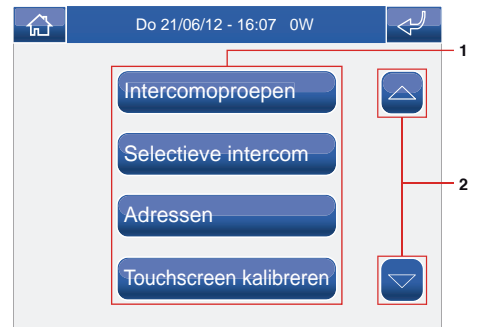 Do 21/06/12 - 16:07 0W
1
Intercomoproepen
Selectieve intercom
2
Adressen
Touchscreen kalibreren